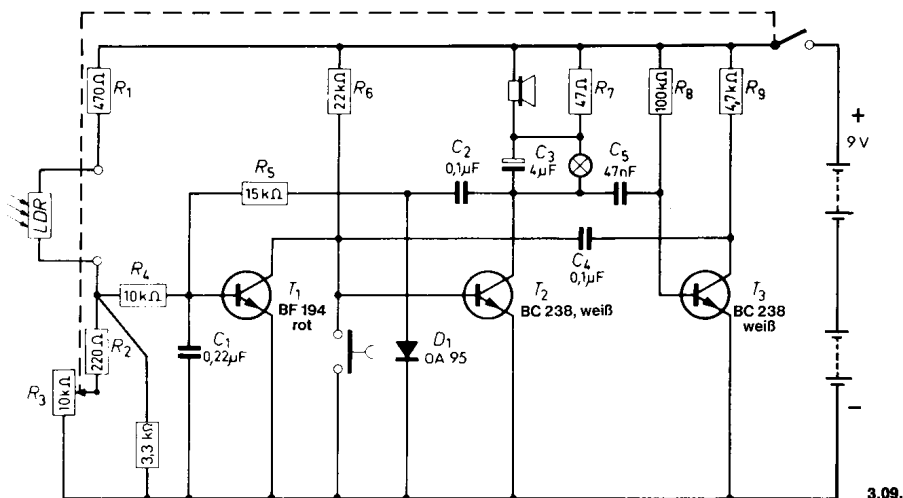 R1
470Ω
LDR
R4
10kΩ
R2
220Ω
R3
10kΩ
3,3 kΩ
C1
0,22µF
R5
15kΩ
T1
BF 194
rot
R6
22kΩ
D1
OA 95
C2
0,1µF
C3
4µF
R7
47Ω
C5
47nF
C4
0,1µF
T2
BC 238, weiß
R8
100kΩ
R9
4,7kΩ
T3
BC 238
weiß
+
9V
−
3.09.